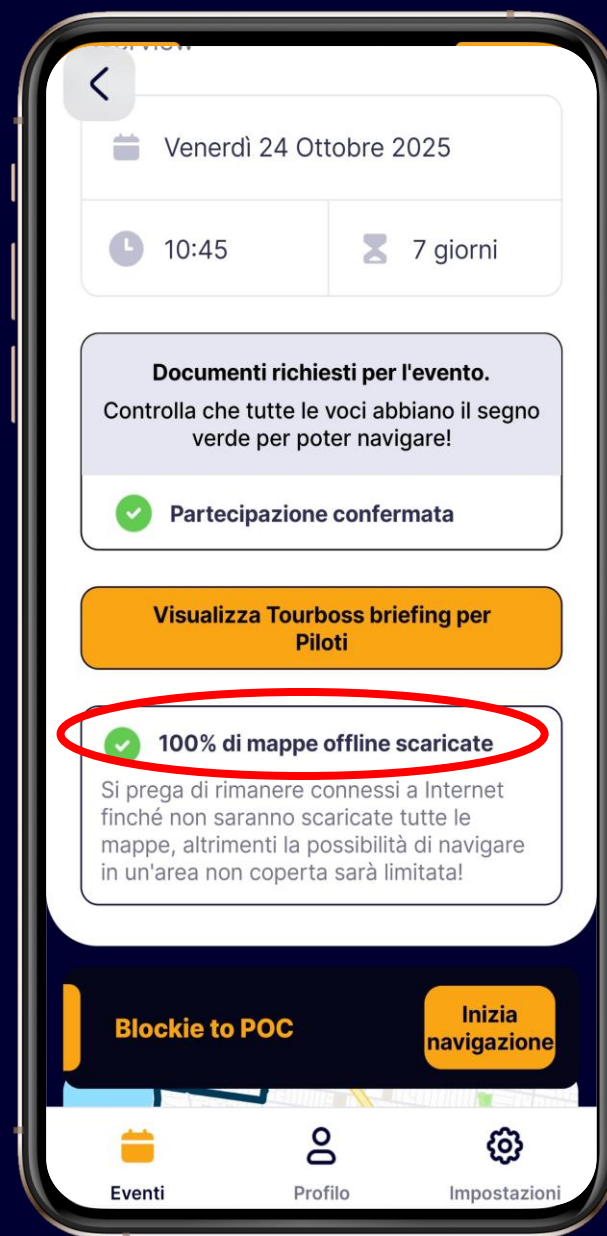 Venerdì 24 Ottobre 2025
10:45
7 giorni
Documenti richiesti per l'evento.
Controlla che tutte le voci abbiano il segno
verde per poter navigare!
Partecipazione confermata
Visualizza Tourboss briefing per
Piloti
100% di mappe offline scaricate
Si prega di rimanere connessi a Internet
finché non saranno scaricate tutte le
mappe, altrimenti la possibilità di navigare
in un'area non coperta sarà limitata!
Blockie to POC
Inizia
navigazione
Eventi
Profilo
Impostazioni